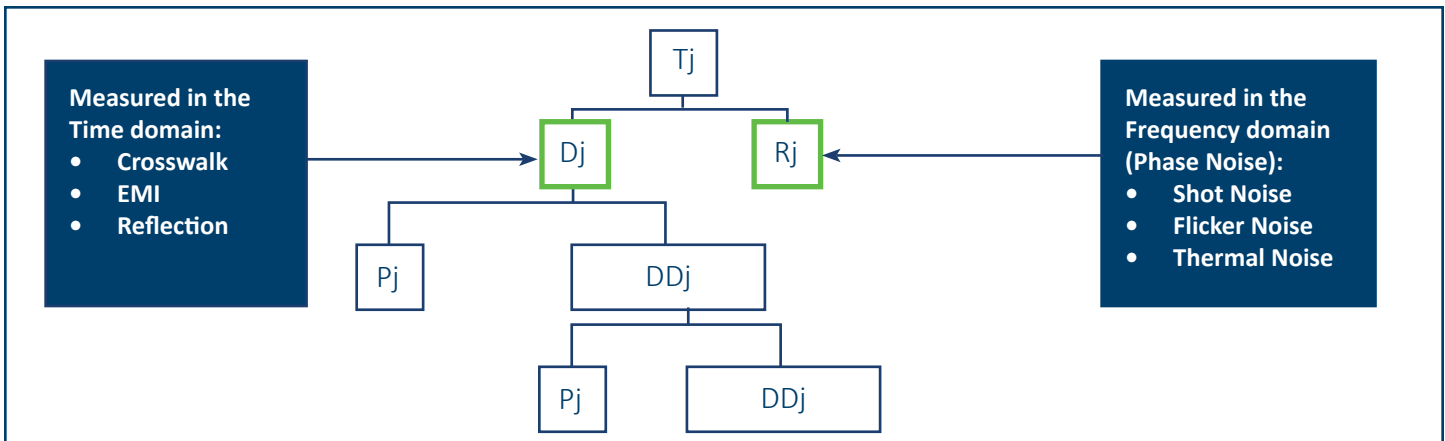 Tj
Measured in the
Time domain:
• Crosswalk
• EMI
• Reflection
Dj
Rj
Measured in the
Frequency domain
(Phase Noise):
• Shot Noise
• Flicker Noise
• Thermal Noise
Pj
DDj
Pj
DDj